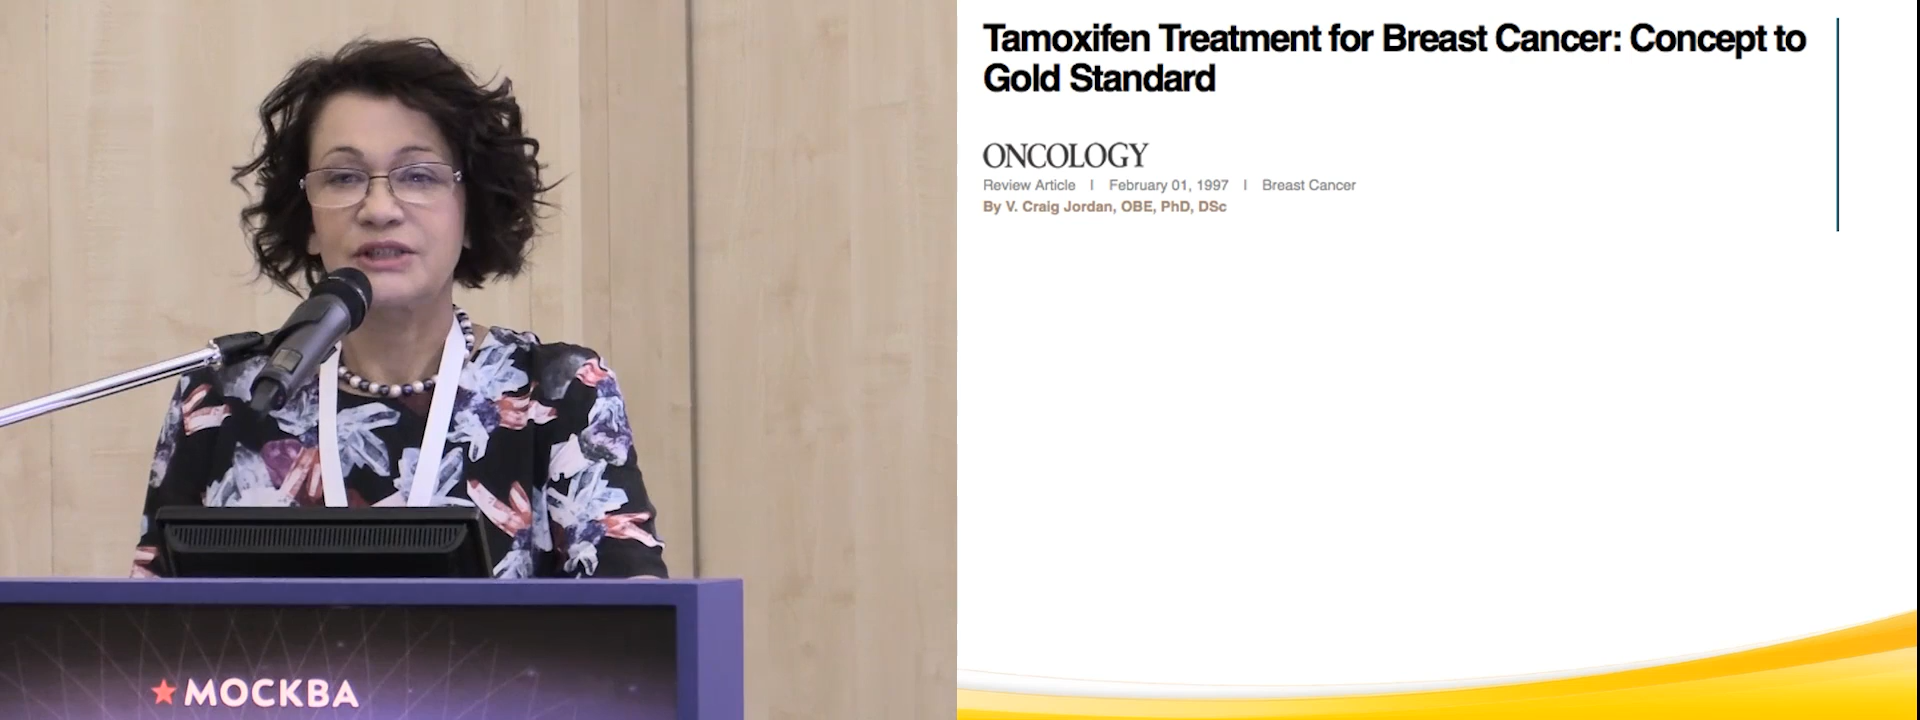 Tamoxifen Treatment for Breast Cancer: Concept to
Gold Standard
ONCOLOGY
Review Article | February 01, 1997 | Breast Cancer
By V. Craig Jordan, OBE, PhD, DSc
МОСКВА